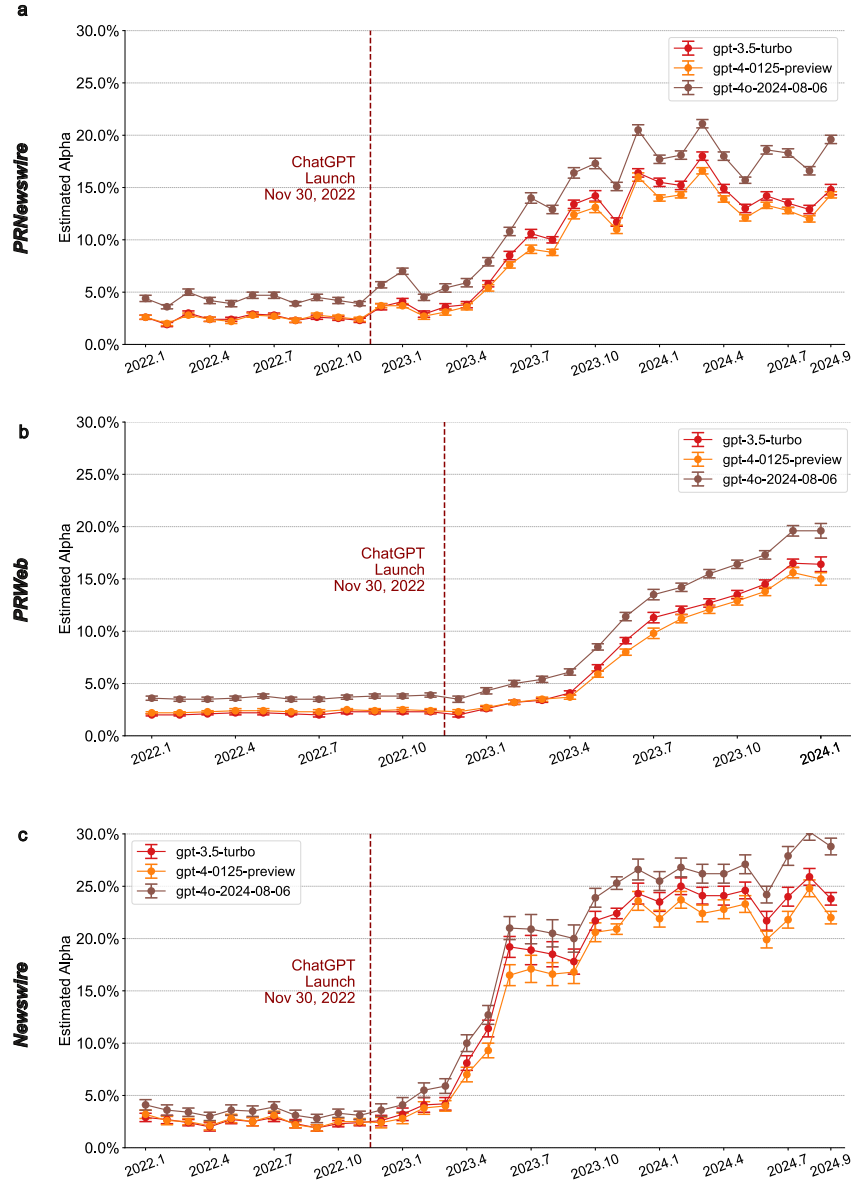 a
30.0%
25.0%
20.0%
15.0%
10.0%
5.0%
0.0%
Estimated Alpha
PRNewswire
gpt-3.5-turbo
gpt-4-0125-preview
gpt-4o-2024-08-06
ChatGPT
Launch
Nov 30, 2022
2022.1
2022.4
2022.7
2022.10
2023.1
2023.4
2023.7
2023.10
2024.1
2024.4
2024.7
2024.9
b
30.0%
25.0%
20.0%
15.0%
10.0%
5.0%
0.0%
Estimated Alpha
PRWeb
gpt-3.5-turbo
gpt-4-0125-preview
gpt-4o-2024-08-06
ChatGPT
Launch
Nov 30, 2022
2022.1
2022.4
2022.7
2022.10
2023.1
2023.4
2023.7
2023.10
2024.1
c
30.0%
25.0%
20.0%
15.0%
10.0%
5.0%
0.0%
Estimated Alpha
Newswire
gpt-3.5-turbo
gpt-4-0125-preview
gpt-4o-2024-08-06
ChatGPT
Launch
Nov 30, 2022
2022.1
2022.4
2022.7
2022.10
2023.1
2023.4
2023.7
2023.10
2024.1
2024.4
2024.7
2024.9